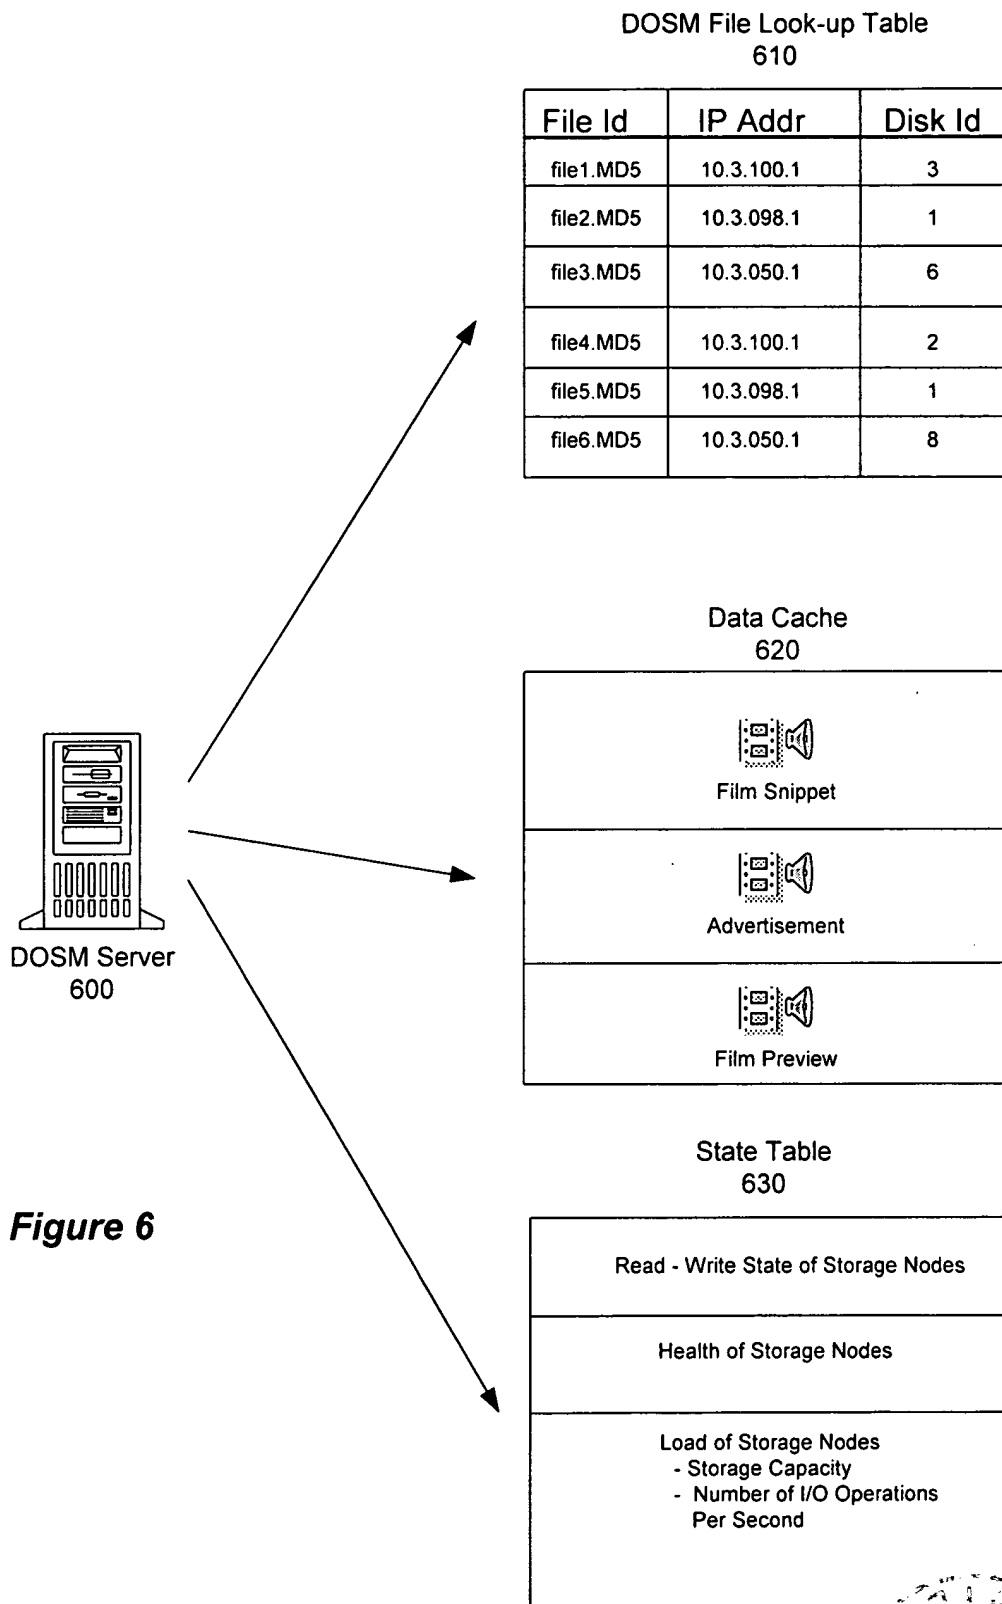 DOSM File Look-up Table
610
File Id IP Addr Disk Id
file1.MD5 10.3.100.1 3
file2.MD5 10.3.098.1 1
file3.MD5 10.3.050.1 6
file4.MD5 10.3.100.1 2
file5.MD5 10.3.098.1 1
file6.MD5 10.3.050.1 8
Data Cache
620
Film Snippet
Advertisement
Film Preview
DOSM Server
600
State Table
630
Read - Write State of Storage Nodes
Health of Storage Nodes
Load of Storage Nodes
- Storage Capacity
- Number of I/O Operations
Per Second
Figure 6